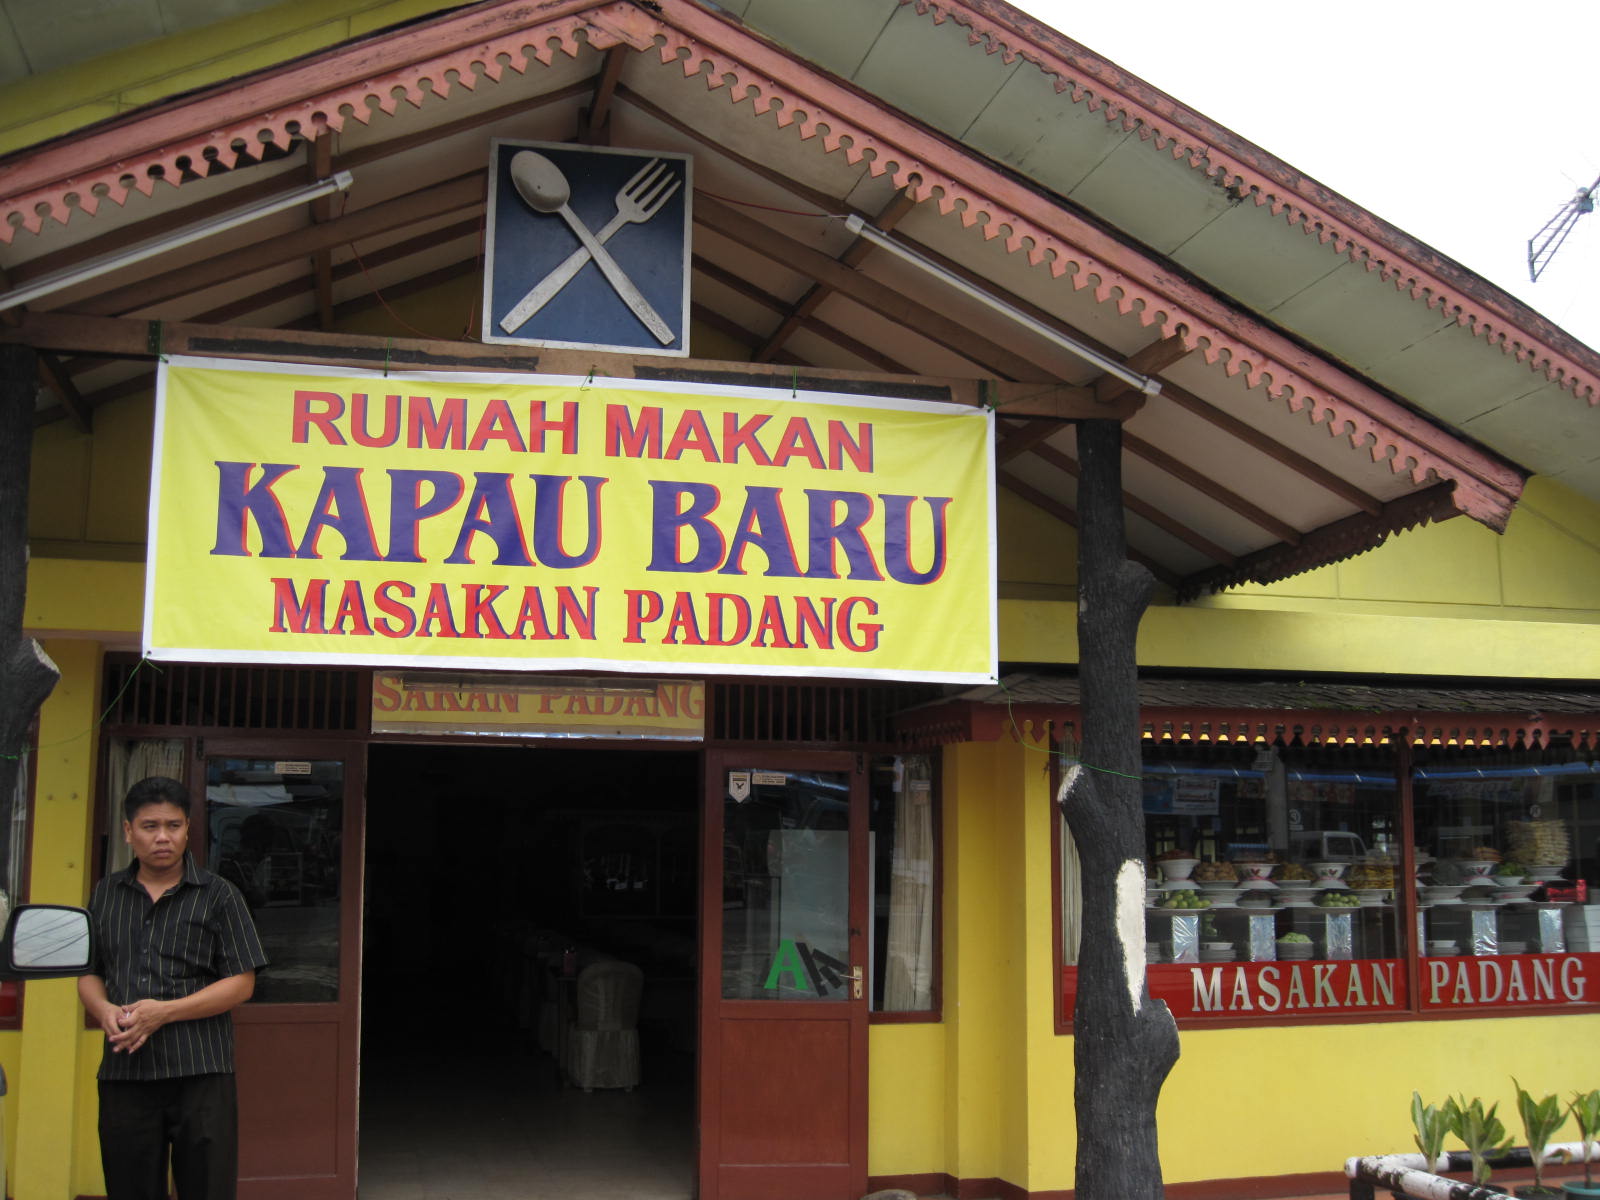 RUMAH MAKAN
KAPAU BARU
MASAKAN PADANG
SAKAN PADANG
MASAKAN PADANG